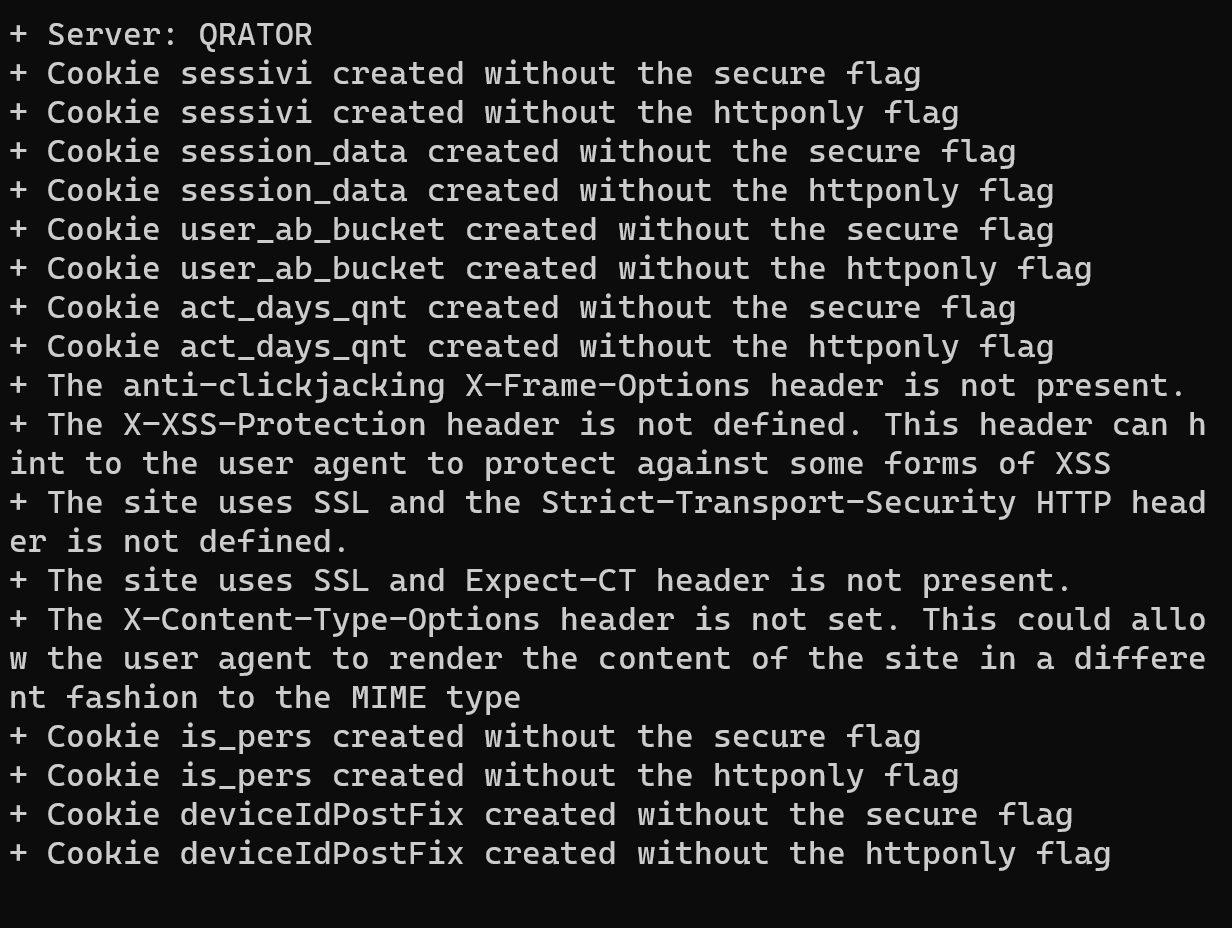 + Server: QRATOR
+ Cookie sessivi created without the secure flag
+ Cookie sessivi created without the httponly flag
+ Cookie session_data created without the secure flag
+ Cookie session_data created without the httponly flag
+ Cookie user_ab_bucket created without the secure flag
+ Cookie user_ab_bucket created without the httponly flag
+ Cookie act_days_qnt created without the secure flag
+ Cookie act_days_qnt created without the httponly flag
+ The anti-clickjacking X-Frame-Options header is not present.
+ The X-XSS-Protection header is not defined. This header can h
int to the user agent to protect against some forms of XSS
+ The site uses SSL and the Strict-Transport-Security HTTP head
er is not defined.
+ The site uses SSL and Expect-CT header is not present.
+ The X-Content-Type-Options header is not set. This could allo
w the user agent to render the content of the site in a differe
nt fashion to the MIME type
+ Cookie is_pers created without the secure flag
+ Cookie is_pers created without the httponly flag
+ Cookie deviceIdPostFix created without the secure flag
+ Cookie deviceIdPostFix created without the httponly flag